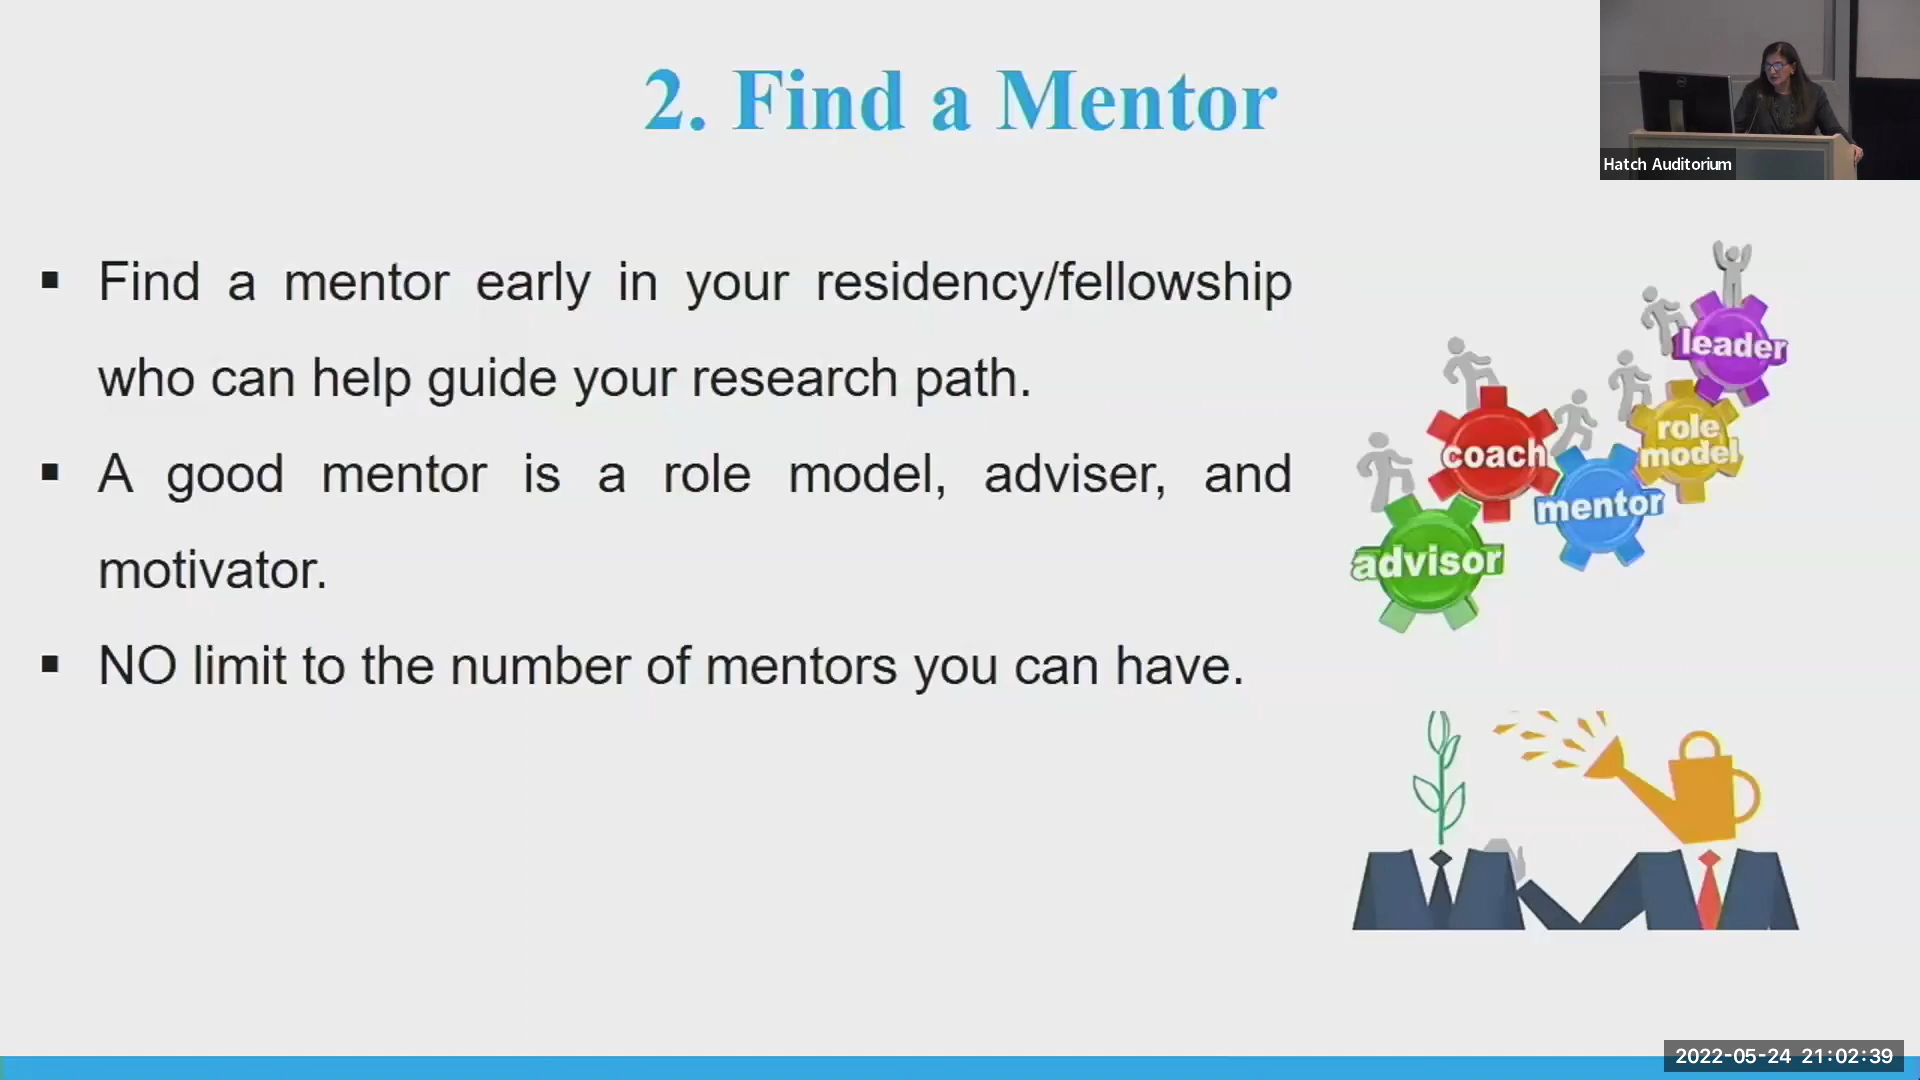 2. Find a Mentor
Hatch Auditorium
▪ Find a mentor early in your residency/fellowship
who can help guide your research path.
▪ A good mentor is a role model, adviser, and
motivator.
▪ NO limit to the number of mentors you can have.
leader
role
model
coach
mentor
advisor
2022-05-24 21:02:39